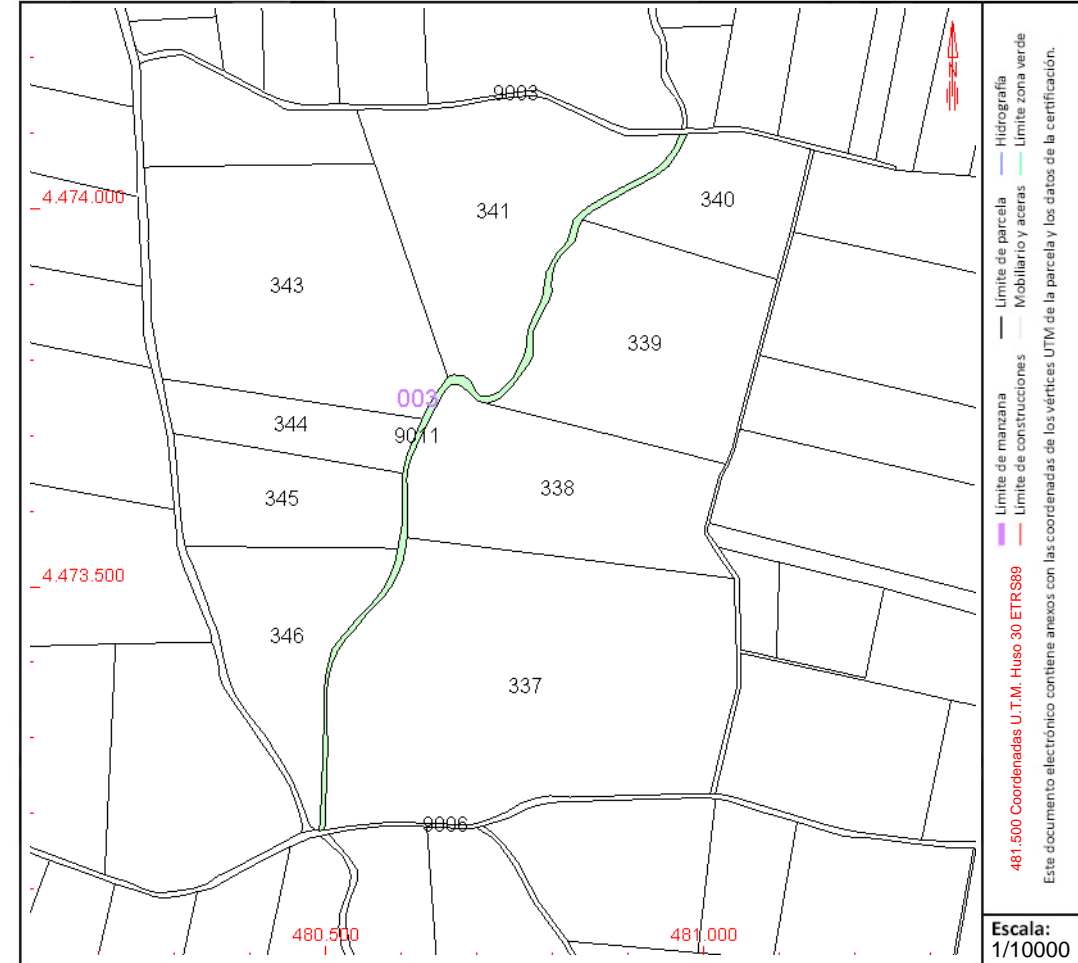 9003
4.474.000
341
340
343
339
003
344
9011
338
345
4.473.500
346
337
9006
480.500
481.000
N
481.500 Coordenadas U.T.M. Huso 30 ETRS89
Límite de manzana
Límite de parcela
Hidrografía
Límite de construcciones
Mobiliario y aceras
Límite zona verde
Este documento electrónico contiene anexos con las coordenadas de los vértices UTM de la parcela y los datos de la certificación.
Escala:
1/10000